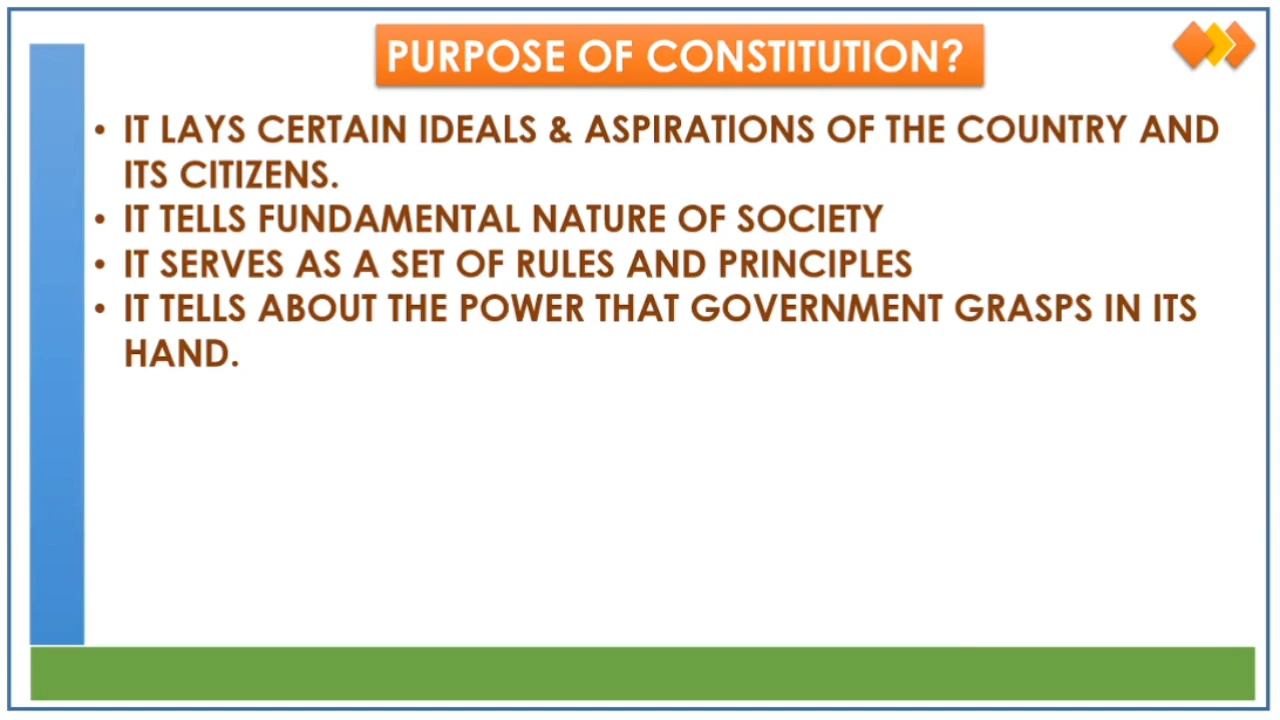 PURPOSE OF CONSTITUTION?
• IT LAYS CERTAIN IDEALS & ASPIRATIONS OF THE COUNTRY AND
ITS CITIZENS.
• IT TELLS FUNDAMENTAL NATURE OF SOCIETY
• IT SERVES AS A SET OF RULES AND PRINCIPLES
• IT TELLS ABOUT THE POWER THAT GOVERNMENT GRASPS IN ITS
HAND.